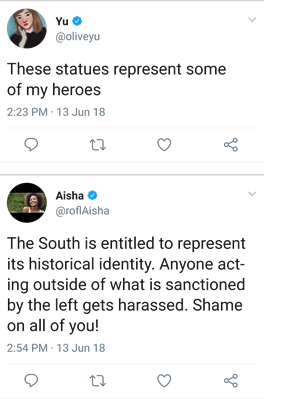 Yu
@oliveyu
These statues represent some
of my heroes
2:23 PM · 13 Jun 18
Aisha
@roflAisha
The South is entitled to represent
its historical identity. Anyone act-
ing outside of what is sanctioned
by the left gets harassed. Shame
on all of you!
2:54 PM · 13 Jun 18